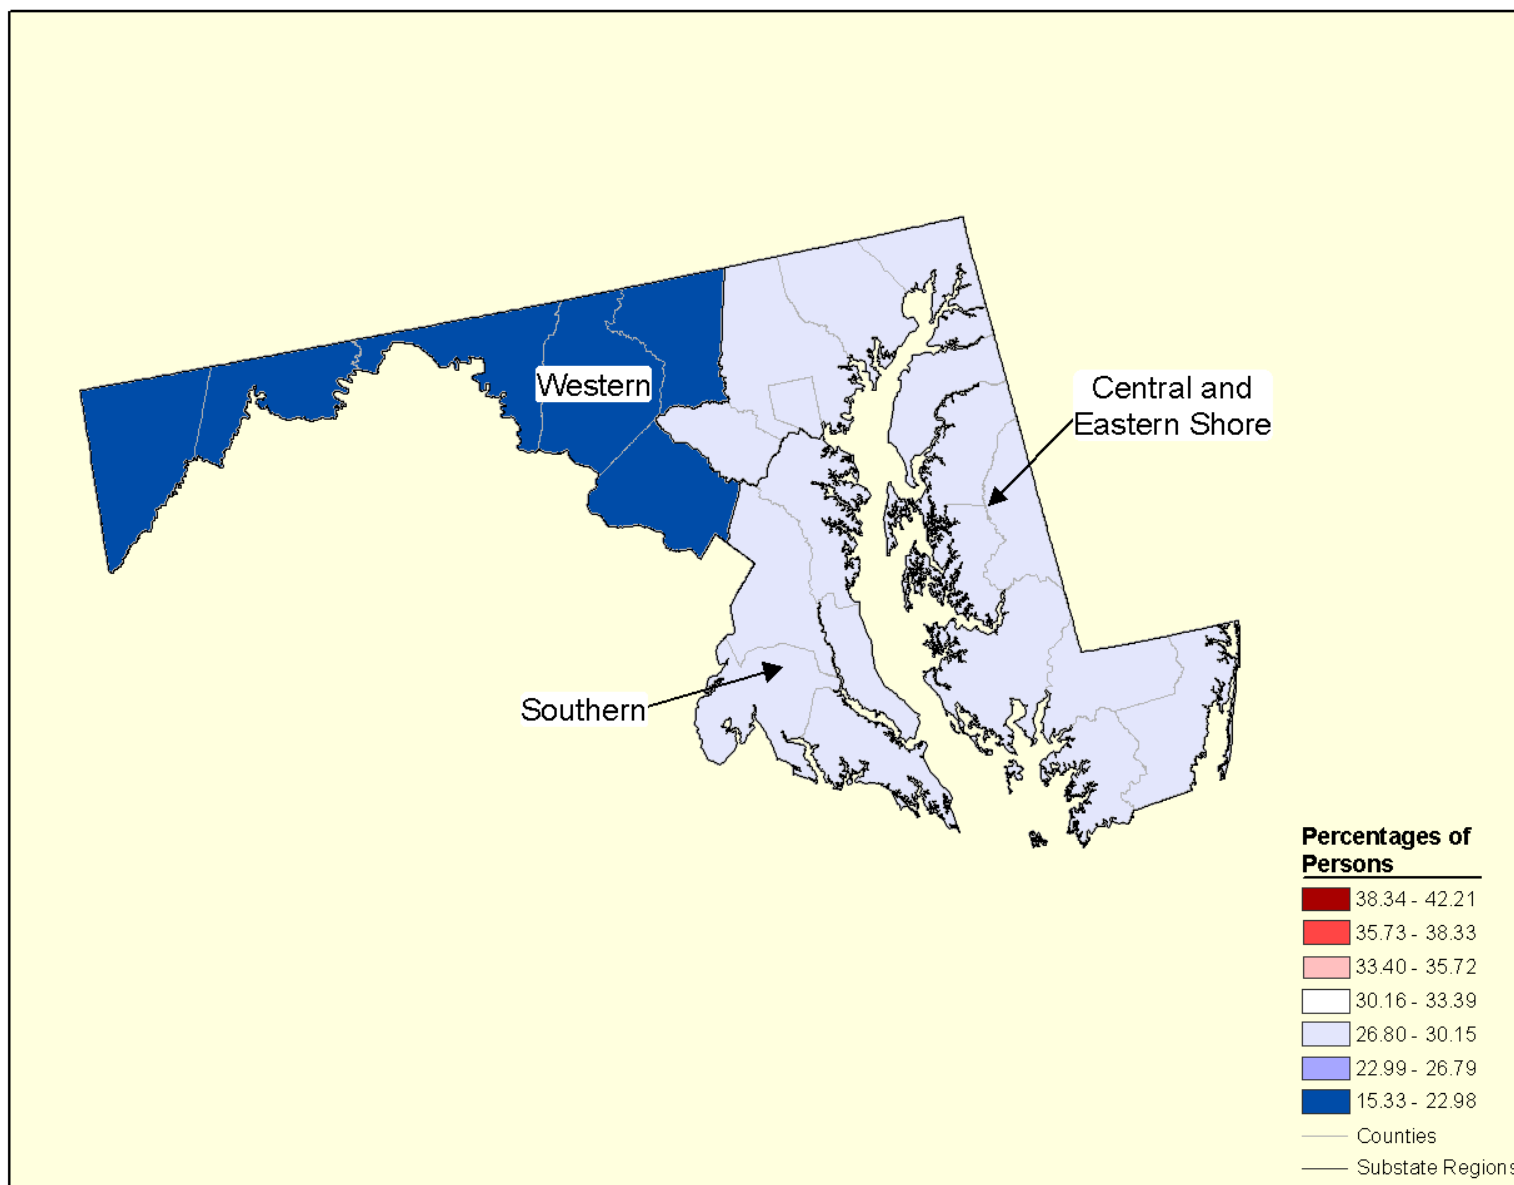 Western
Central and
Eastern Shore
Southern
Percentages of
Persons
38.34 - 42.21
35.73 - 38.33
33.40 - 35.72
30.16 - 33.39
26.80 - 30.15
22.99 - 26.79
15.33 - 22.98
Counties
Substate Regions